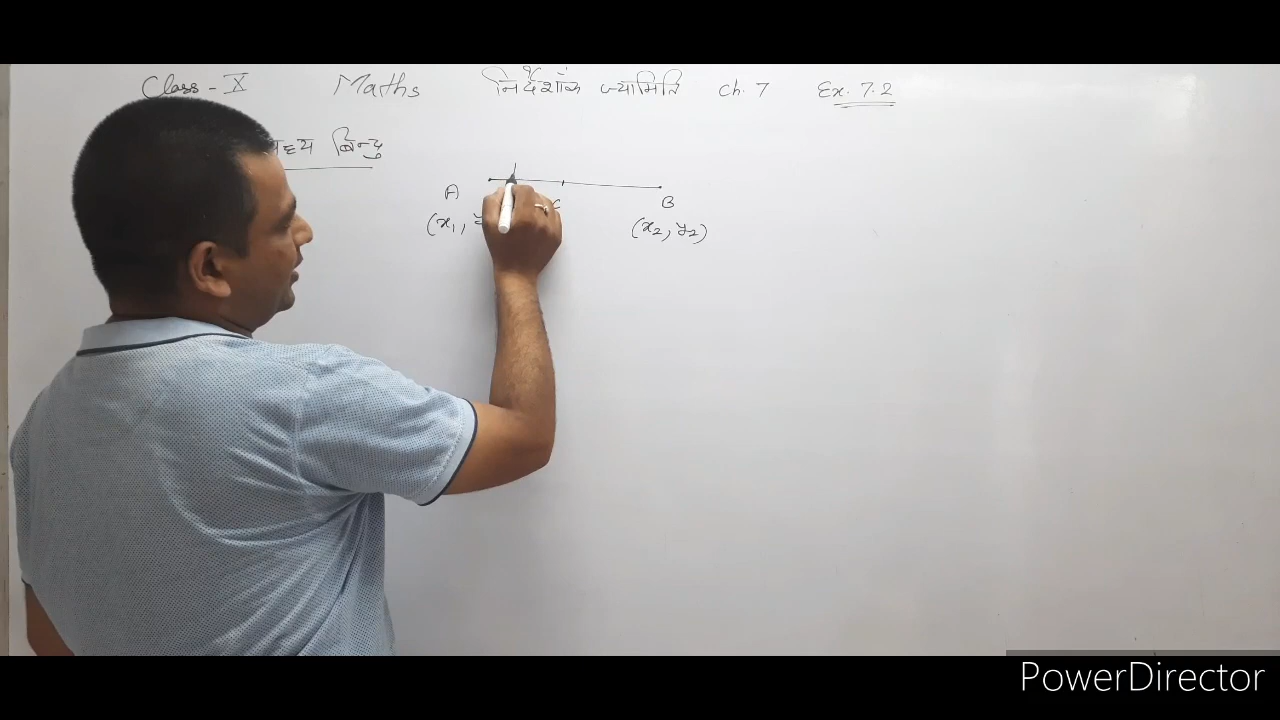 Class - X Maths निर्देशांक ज्यामिति Ch. 7 Ex. 7.2
मध्य बिन्दु
A C B
(x₁, y (x₂, y₂)
PowerDirector